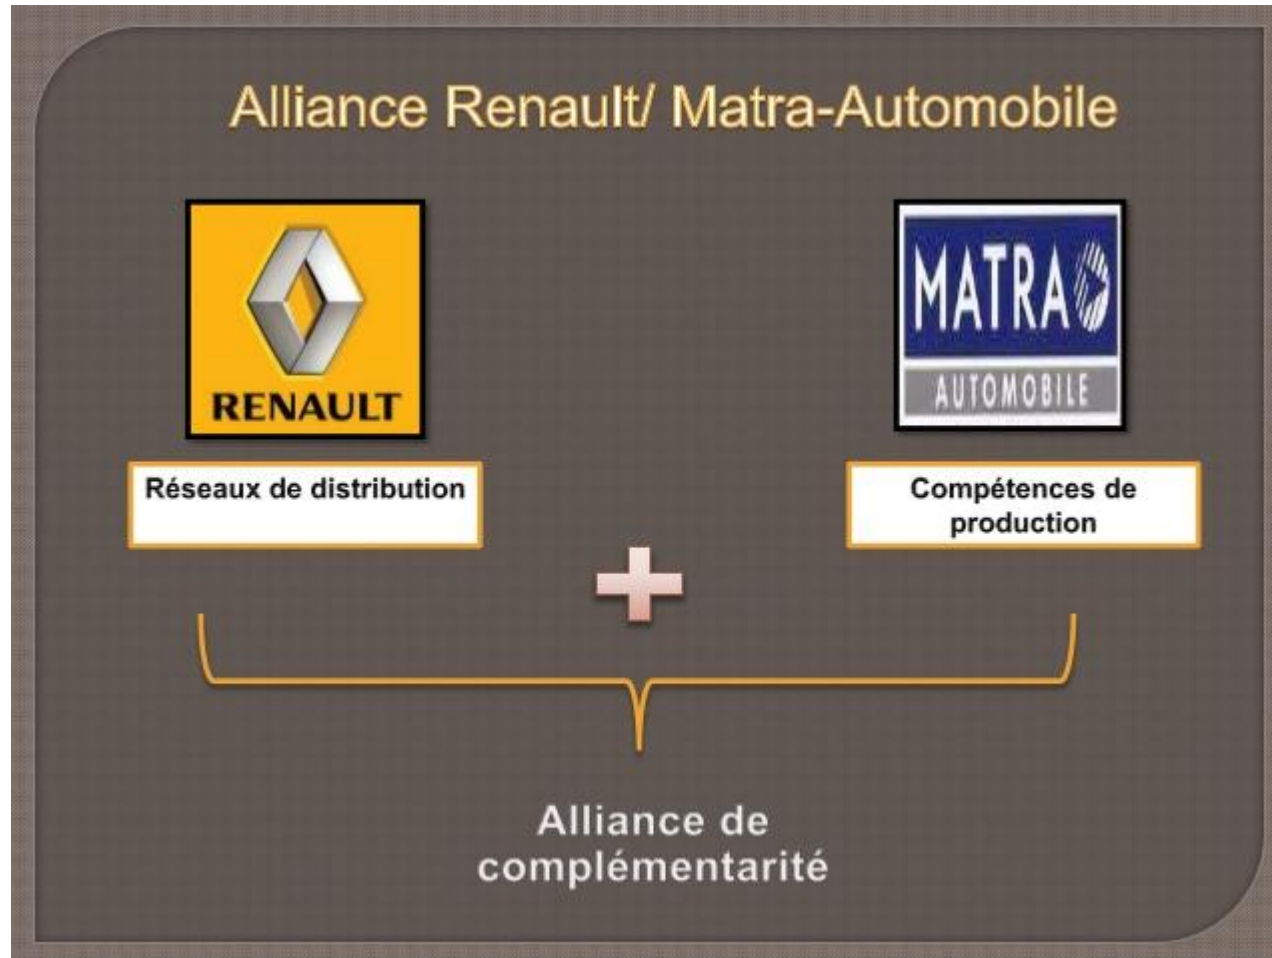 Alliance Renault/ Matra-Automobile
RENAULT
MATRA
AUTOMOBILE
Réseaux de distribution
Compétences de
production
Alliance de
complémentarité